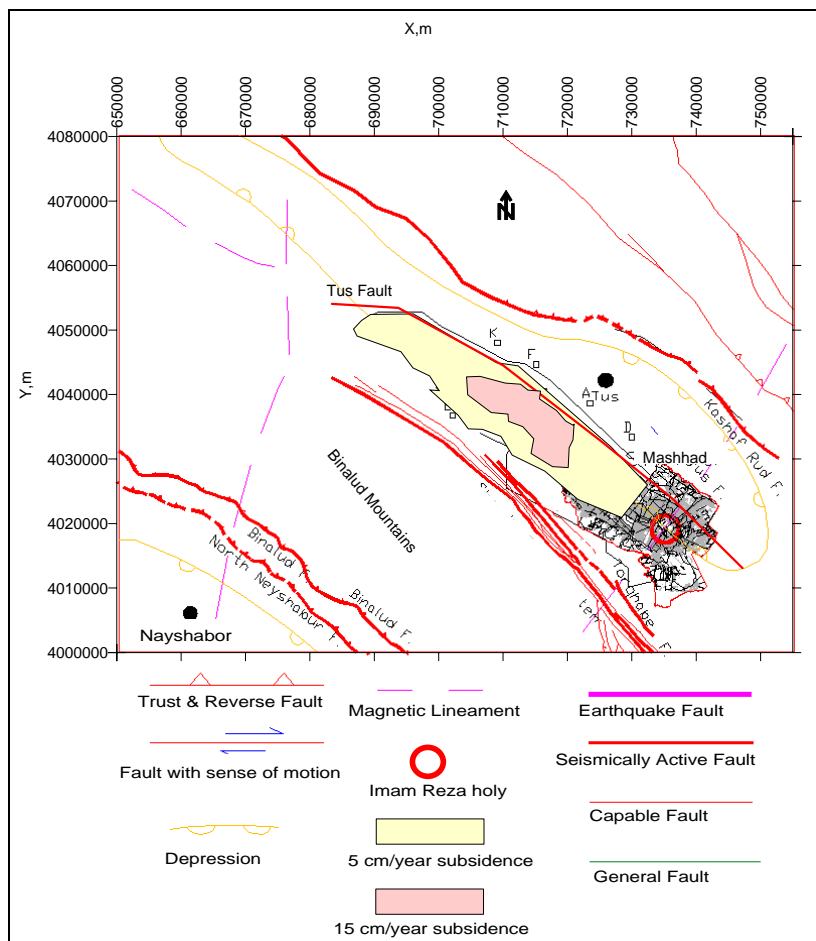 X,m
650000
660000
670000
680000
690000
700000
710000
720000
730000
740000
750000
4080000
4070000
4060000
4050000
4040000
4030000
4020000
4010000
4000000
Y,m
N
Tus Fault
K
F
A
Tus
D
Kashaf Rud F.
Mashhad
Binalud Mountains
Binalud F.
North Neyshabur F.
Binalud F.
Nayshabor
Trust & Reverse Fault
Magnetic Lineament
Earthquake Fault
Fault with sense of motion
Imam Reza holy
Seismically Active Fault
Capable Fault
Depression
5 cm/year subsidence
General Fault
15 cm/year subsidence